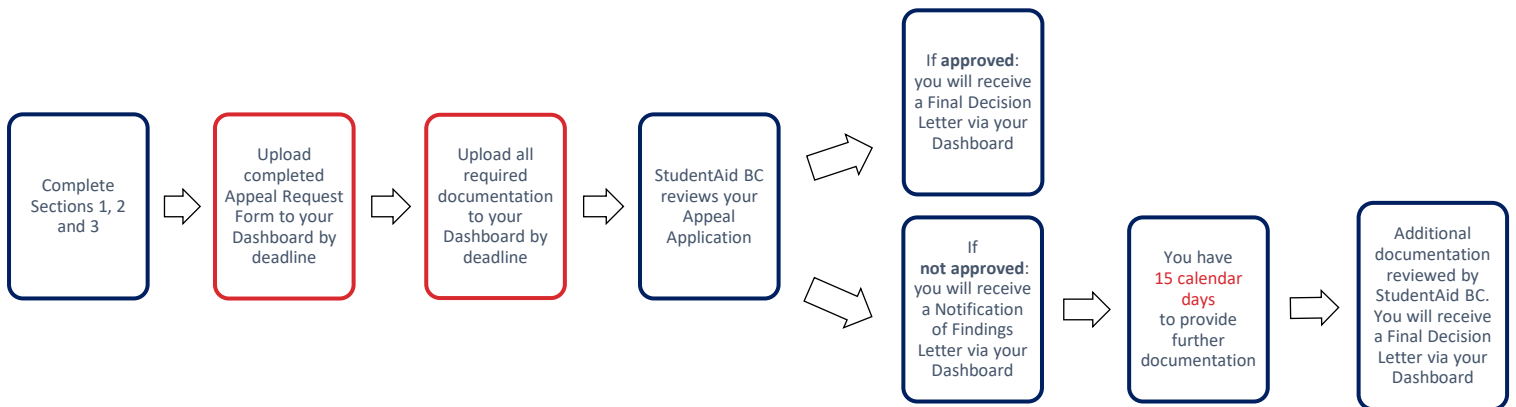 Complete
Sections 1, 2
and 3
Upload
completed
Appeal Request
Form to your
Dashboard by
deadline
Upload all
required
documentation
to your
Dashboard by
deadline
StudentAid BC
reviews your
Appeal
Application
If approved:
you will receive
a Final Decision
Letter via your
Dashboard
If
not approved:
you will receive
a Notification
of Findings
Letter via your
Dashboard
You have
15 calendar
days
to provide
further
documentation
Additional
documentation
reviewed by
StudentAid BC.
You will receive
a Final Decision
Letter via your
Dashboard